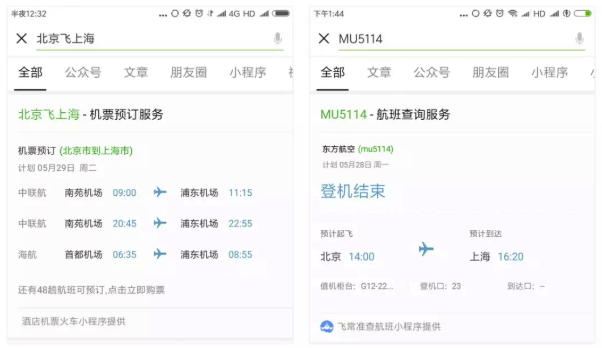 半夜12:32
... 4G HD
北京飞上海
全部 公众号 文章 朋友圈 小程序
北京飞上海 - 机票预订服务
机票预订 (北京市到上海市)
计划 05月29日 周二
中联航 南苑机场 09:00 浦东机场 11:15
中联航 南苑机场 20:45 浦东机场 22:55
海航 首都机场 06:35 浦东机场 08:55
还有48趟航班可预订,点击立即购票
酒店机票火车小程序提供
下午1:44
... HD
MU5114
全部 公众号 文章 朋友圈 小程序
MU5114 - 航班查询服务
东方航空 (mu5114)
计划 05月28日 周一
登机结束
预计起飞 预计到达
北京 14:00 上海 16:20
值机柜台: G12-22... 登机口: 23 到达口: --
飞常准查航班小程序提供